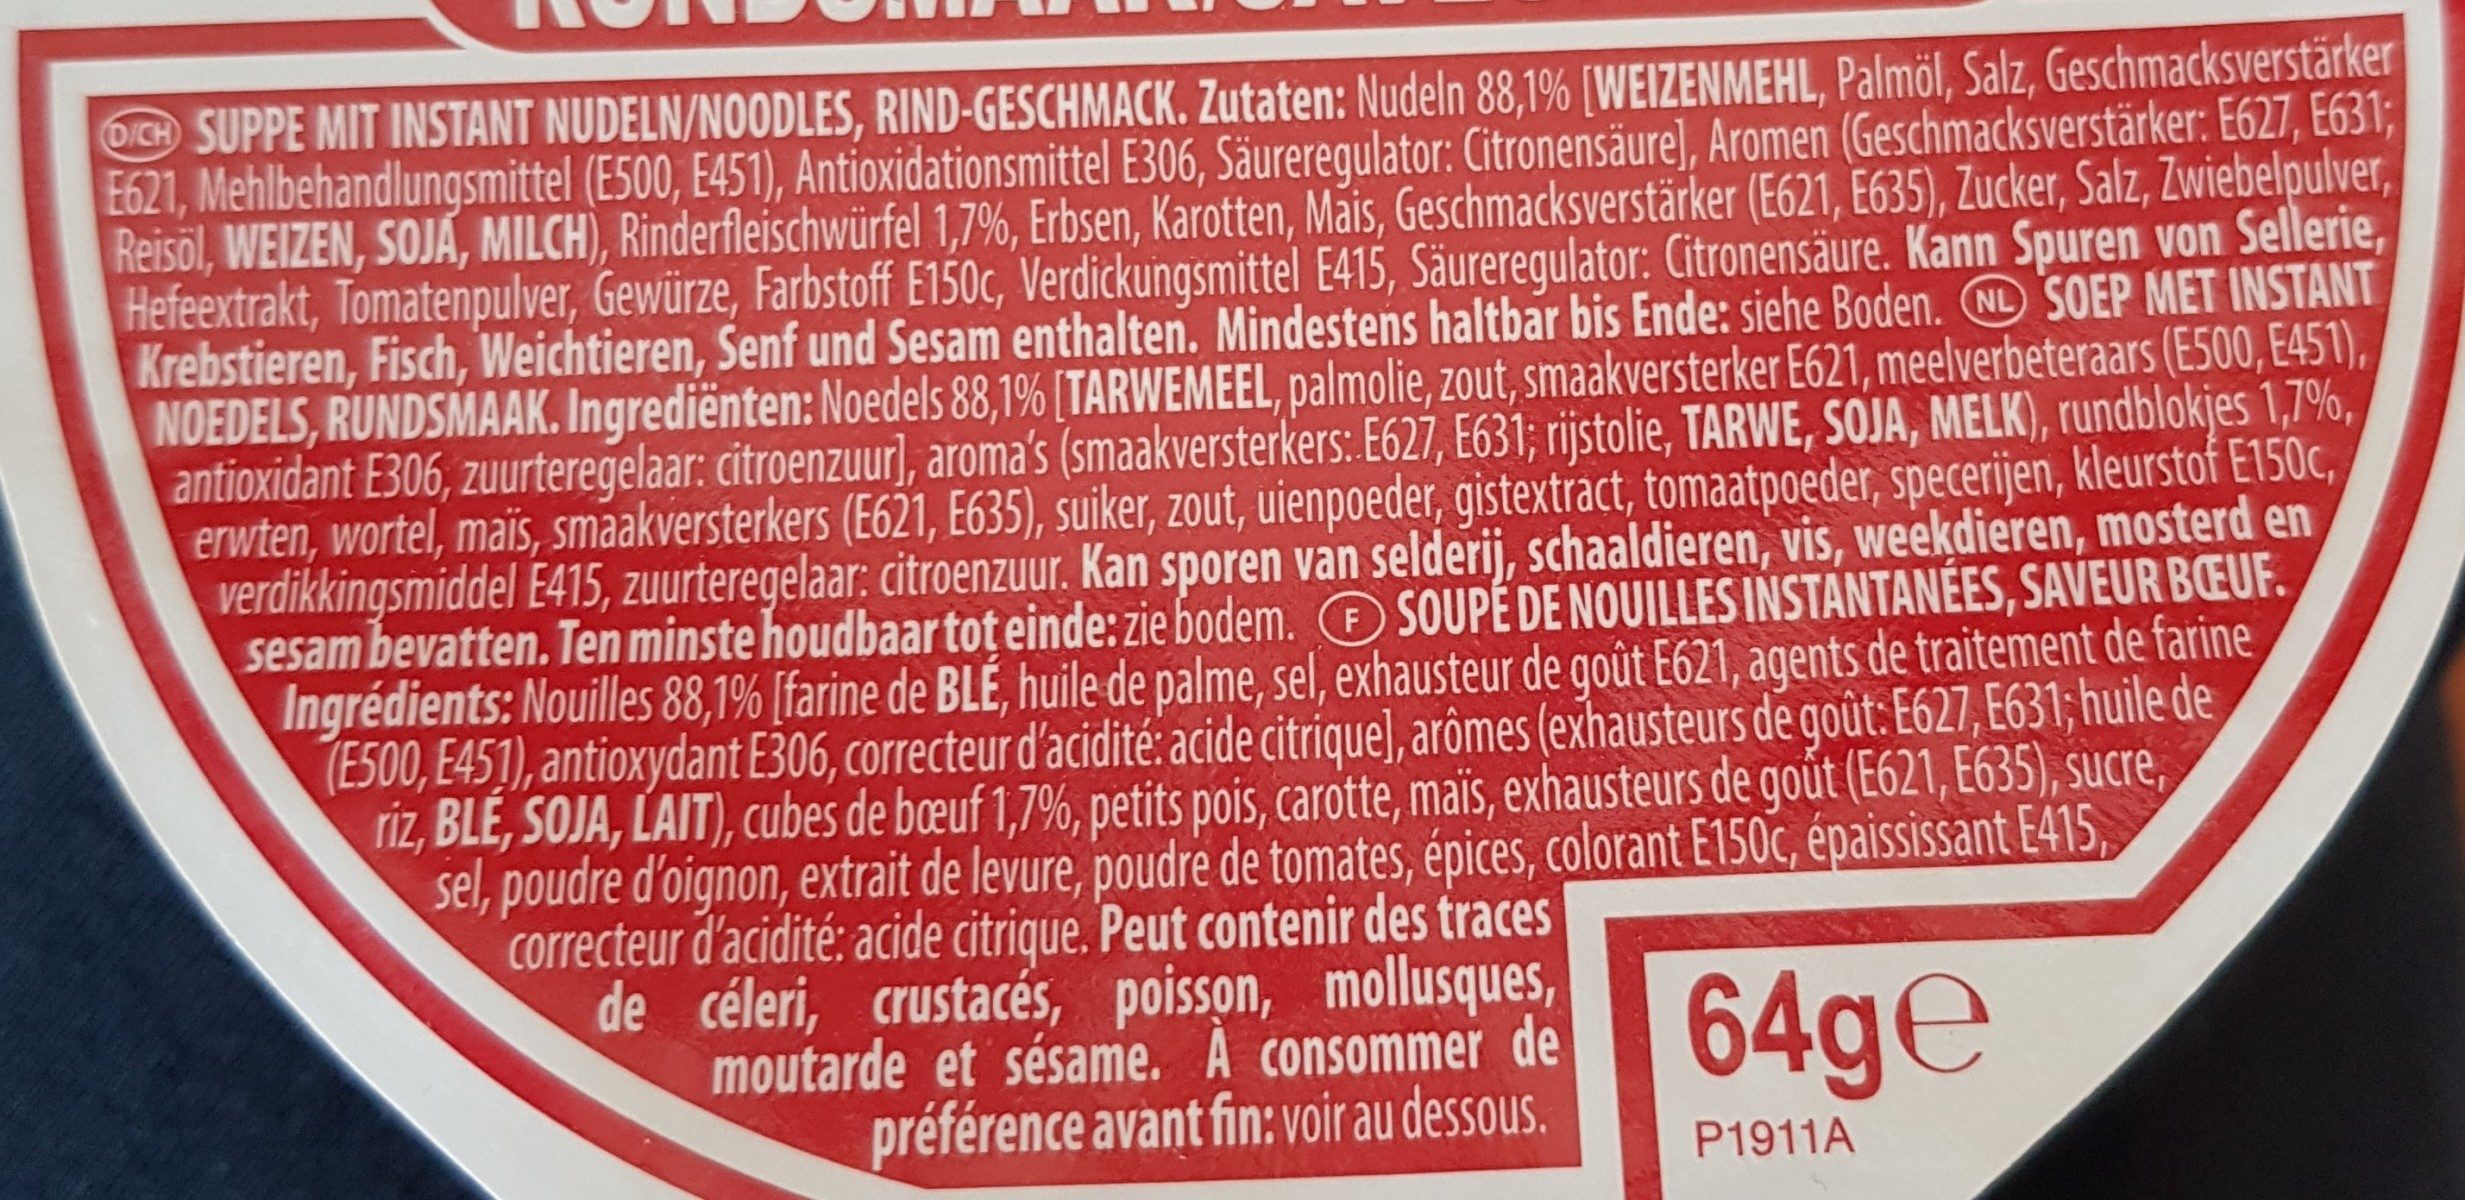 D/CH SUPPE MIT INSTANT NUDELN/NOODLES, RIND-GESCHMACK. Zutaten: Nudeln 88,1% [WEIZENMEHL, Palmöl, Salz, Geschmacksverstärker
E621, Mehlbehandlungsmittel (E500, E451), Antioxidationsmittel E306, Säureregulator: Citronensäure], Aromen (Geschmacksverstärker: E627, E631;
Reisöl, WEIZEN, SOJA, MILCH), Rinderfleischwürfel 1,7%, Erbsen, Karotten, Mais, Geschmacksverstärker (E621, E635), Zucker, Salz, Zwiebelpulver,
Hefeextrakt, Tomatenpulver, Gewürze, Farbstoff E150c, Verdickungsmittel E415, Säureregulator: Citronensäure. Kann Spuren von Sellerie,
Krebstieren, Fisch, Weichtieren, Senf und Sesam enthalten. Mindestens haltbar bis Ende: siehe Boden. NL SOEP MET INSTANT
NOEDELS, RUNDSMAAK. Ingrediënten: Noedels 88,1% [TARWEMEEL, palmolie, zout, smaakversterker E621, meelverbeteraars (E500, E451),
antioxidant E306, zuurteregelaar: citroenzuur], aroma's (smaakversterkers: E627, E631; rijstolie, TARWE, SOJA, MELK), rundblokjes 1,7%,
erwten, wortel, maïs, smaakversterkers (E621, E635), suiker, zout, uienpoeder, gistextract, tomaatpoeder, specerijen, kleurstof E150c,
verdikkingsmiddel E415, zuurteregelaar: citroenzuur. Kan sporen van selderij, schaaldieren, vis, weekdieren, mosterd en
sesam bevatten. Ten minste houdbaar tot einde: zie bodem. F SOUPE DE NOUILLES INSTANTANÉES, SAVEUR BŒUF.
Ingrédients: Nouilles 88,1% [farine de BLÉ, huile de palme, sel, exhausteur de goût E621, agents de traitement de farine
(E500, E451), antioxydant E306, correcteur d'acidité: acide citrique], arômes (exhausteurs de goût: E627, E631; huile de
riz, BLÉ, SOJA, LAIT), cubes de bœuf 1,7%, petits pois, carotte, maïs, exhausteurs de goût (E621, E635), sucre,
sel, poudre d'oignon, extrait de levure, poudre de tomates, épices, colorant E150c, épaississant E415,
correcteur d'acidité: acide citrique. Peut contenir des traces
de céleri, crustacés, poisson, mollusques,
moutarde et sésame. À consommer de
préférence avant fin: voir au dessous.
64g℮
P1911A